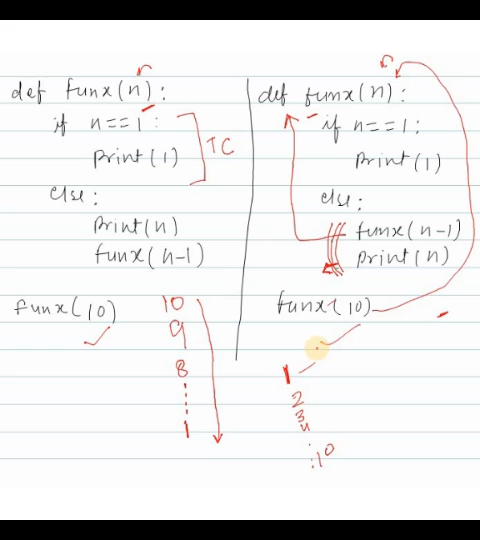 def funx(n):
if n==1:
print(1)
TC
else:
print(n)
funx(n-1)
funx(10)
10
9
8
1
def funx(n):
if n==1:
print(1)
else:
funx(n-1)
print(n)
funx(10)
1
2
3
4
:10